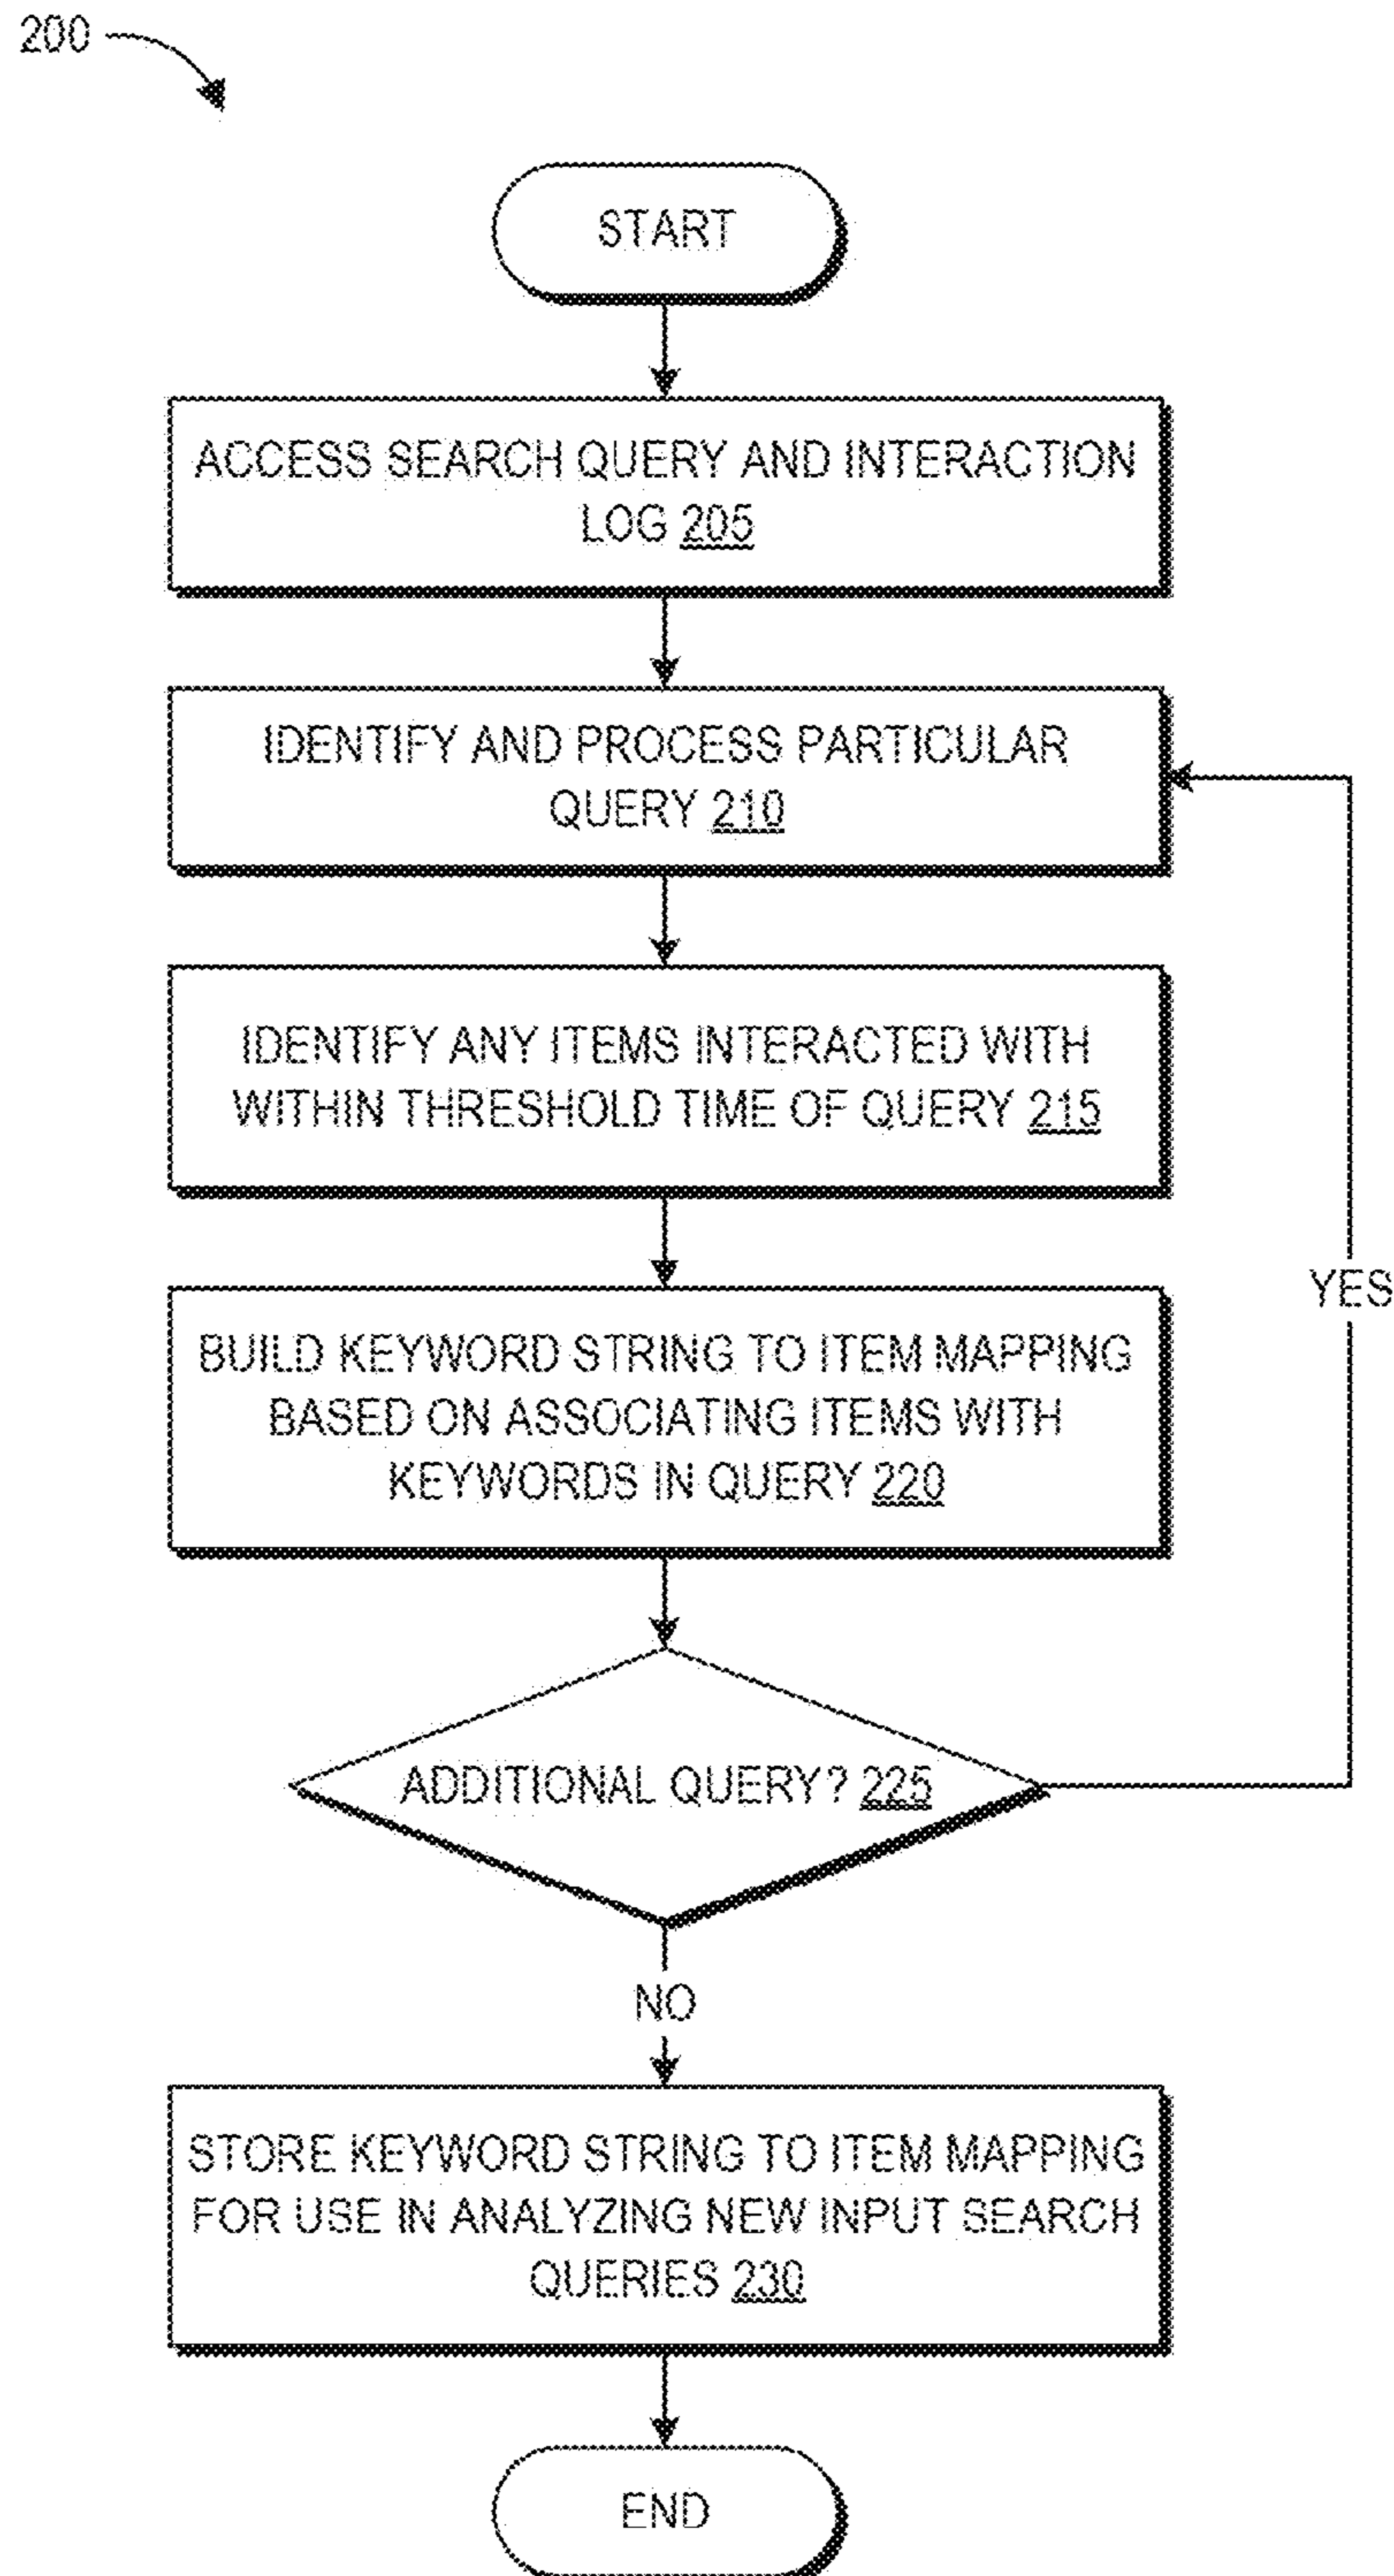 200
START
ACCESS SEARCH QUERY AND INTERACTION
LOG 205
IDENTIFY AND PROCESS PARTICULAR
QUERY 210
IDENTIFY ANY ITEMS INTERACTED WITH
WITHIN THRESHOLD TIME OF QUERY 215
BUILD KEYWORD STRING TO ITEM MAPPING
BASED ON ASSOCIATING ITEMS WITH
KEYWORDS IN QUERY 220
YES
ADDITIONAL QUERY? 225
NO
STORE KEYWORD STRING TO ITEM MAPPING
FOR USE IN ANALYZING NEW INPUT SEARCH
QUERIES 230
END